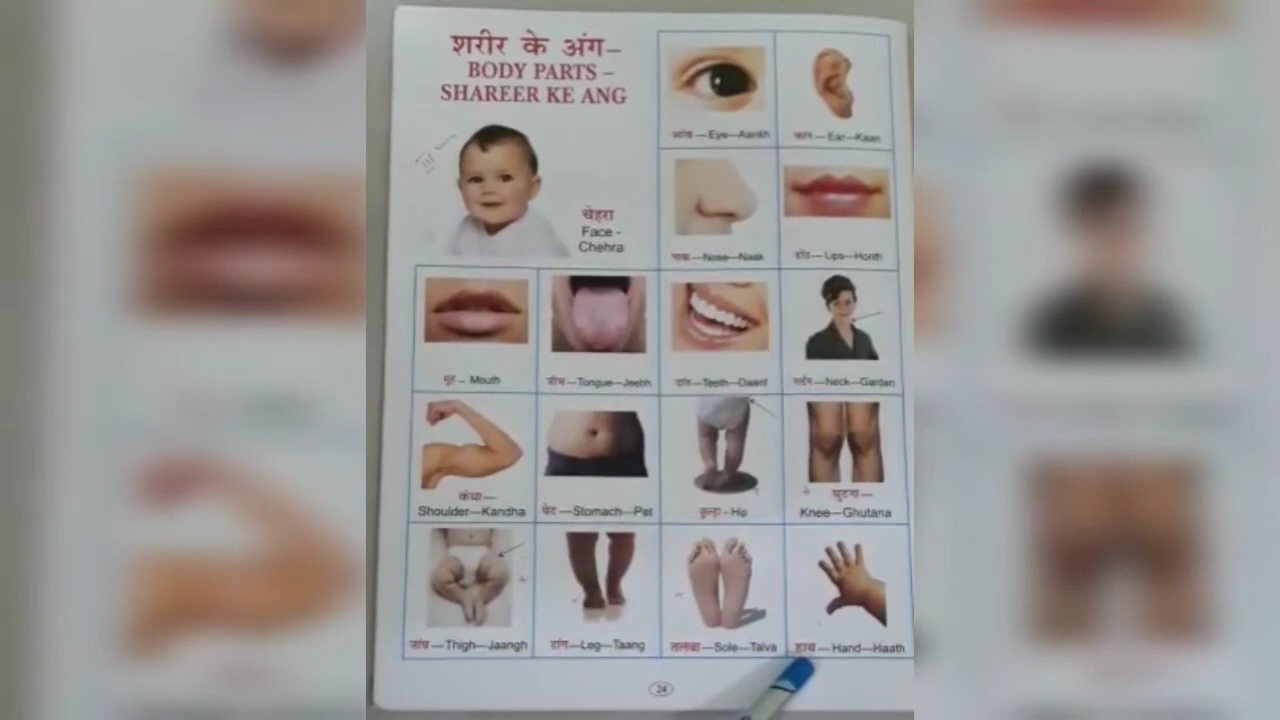 शरीर के अंग–
BODY PARTS –
SHAREER KE ANG
चेहरा
Face -
Chehra
आंख — Eye—Aankh
कान — Ear—Kaan
नाक —Nose—Naak
होंठ— Lips—Honth
मुंह – Mouth
जीभ —Tongue—Jeebh
दांत—Teeth—Daant
गर्दन—Neck—Gardan
कंधा—
Shoulder—Kandha
पेट —Stomach—Pet
कूल्हा - Hip
घुटना —
Knee—Ghutana
जांघ —Thigh—Jaangh
टांग—Leg—Taang
तलवा —Sole—Talva
हाथ — Hand—Haath
24